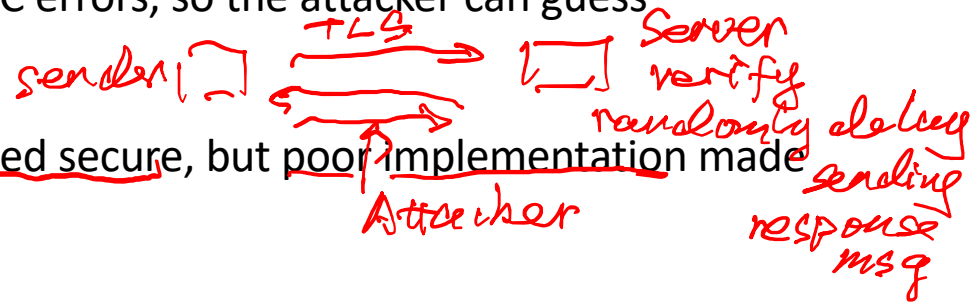 C errors, so the attacker can guess
TLS
sender
Server
verify
randomly delay
sending
response
msg
ed secure, but poor implementation made
Attacker